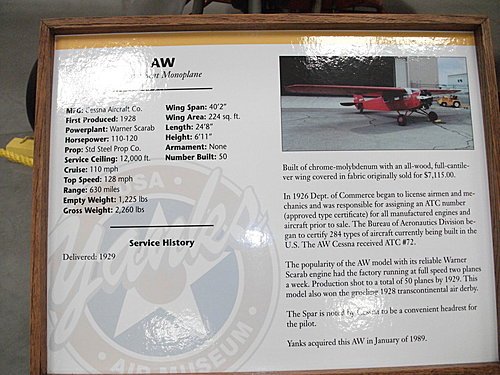 AW
Monoplane
MFG: Cessna Aircraft Co.
First Produced: 1928
Powerplant: Warner Scarab
Horsepower: 110-120
Prop: Std Steel Prop Co.
Service Ceiling: 12,000 ft.
Cruise: 110 mph
Top Speed: 128 mph
Range: 630 miles
Empty Weight: 1,225 lbs
Gross Weight: 2,260 lbs
Wing Span: 40'2"
Wing Area: 224 sq. ft.
Length: 24'8"
Height: 6'11"
Armament: None
Number Built: 50
Service History
Delivered: 1929
Built of chrome-molybdenum with an all-wood, full-cantile-
ver wing covered in fabric originally sold for $7,115.00.
In 1926 Dept. of Commerce began to license airmen and me-
chanics and was responsible for assigning an ATC number
(approved type certificate) for all manufactured engines and
aircraft prior to sale. The Bureau of Aeronautics Division be-
gan to certify 284 types of aircraft currently being built in the
U.S. The AW Cessna received ATC #72.
The popularity of the AW model with its reliable Warner
Scarab engine had the factory running at full speed two planes
a week. Production shot to a total of 50 planes by 1929. This
model also won the grueling 1928 transcontinental air derby.
The Spar is noted by Cessna to be a convenient headrest for
the pilot.
Yanks acquired this AW in January of 1989.
AIR MUSEUM